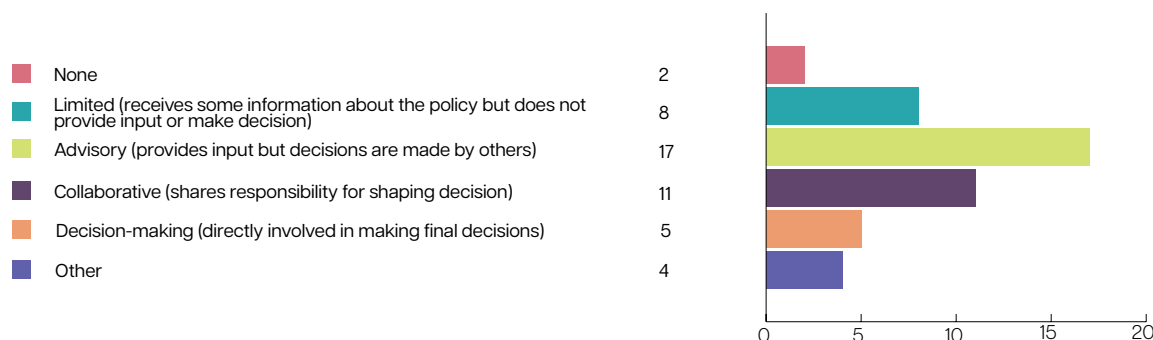 None 2
Limited (receives some information about the policy but does not
provide input or make decision) 8
Advisory (provides input but decisions are made by others) 17
Collaborative (shares responsibility for shaping decision) 11
Decision-making (directly involved in making final decisions) 5
Other 4
0 5 10 15 20